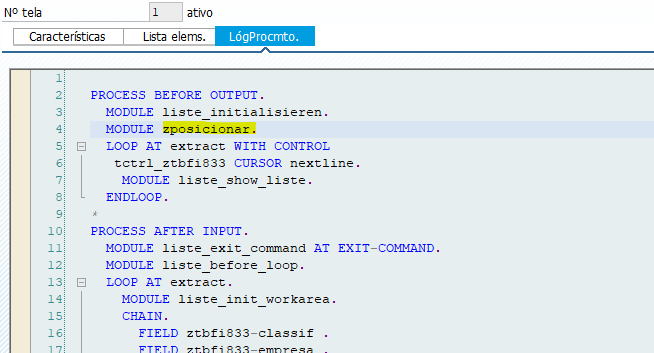 Nº tela 1 ativo
Características Lista elems. LógProcmto.
1
2 PROCESS BEFORE OUTPUT.
3 MODULE liste_initialisieren.
4 MODULE zposicionar.
5 LOOP AT extract WITH CONTROL
6 tctrl_ztbfi833 CURSOR nextline.
7 MODULE liste_show_liste.
8 ENDLOOP.
9 *
10 PROCESS AFTER INPUT.
11 MODULE liste_exit_command AT EXIT-COMMAND.
12 MODULE liste_before_loop.
13 LOOP AT extract.
14 MODULE liste_init_workarea.
15 CHAIN.
16 FIELD ztbfi833-classif .
17 FIELD ztbfi833-empresa .